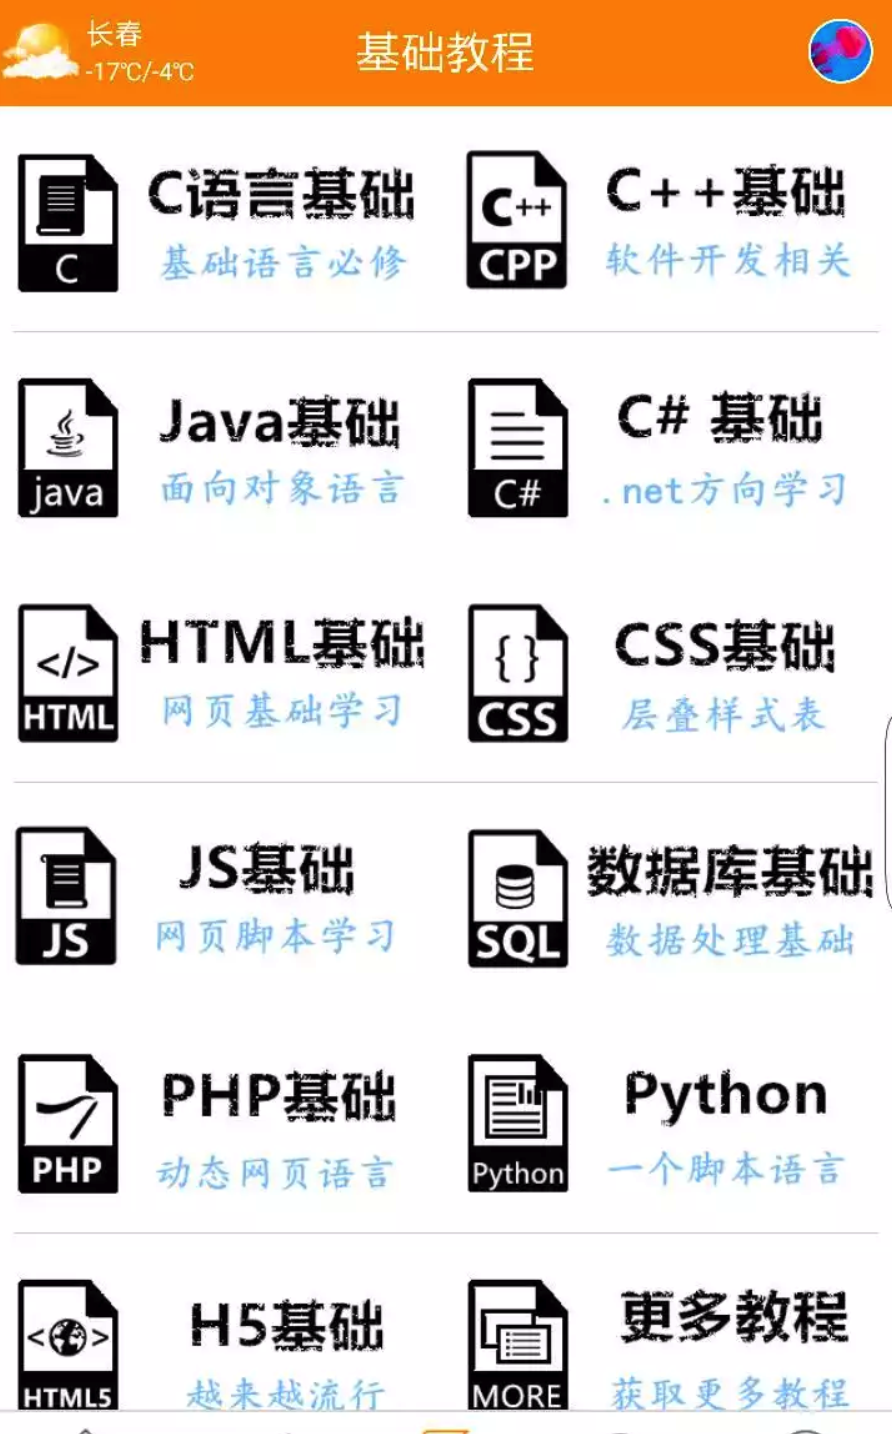 长春
-17℃/-4℃
基础教程
C语言基础
基础语言必修
C
C++基础
软件开发相关
C++
CPP
Java基础
面向对象语言
java
C# 基础
.net方向学习
C#
HTML基础
网页基础学习
</>
HTML
CSS基础
层叠样式表
{}
CSS
JS基础
网页脚本学习
JS
数据库基础
数据处理基础
SQL
PHP基础
动态网页语言
PHP
Python
一个脚本语言
Python
H5基础
越来越流行
< >
HTML5
更多教程
获取更多教程
MORE